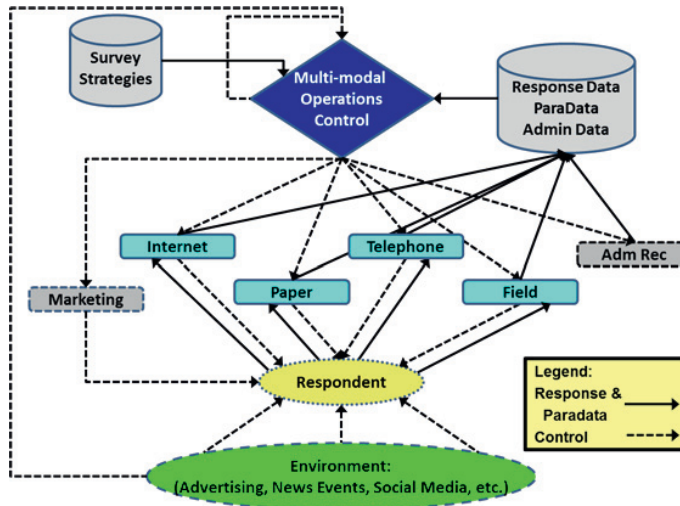 Survey
Strategies
Multi-modal
Operations
Control
Response Data
ParaData
Admin Data
Internet
Telephone
Adm Rec
Marketing
Paper
Field
Respondent
Legend:
Response &
Paradata
Control
Environment:
(Advertising, News Events, Social Media, etc.)